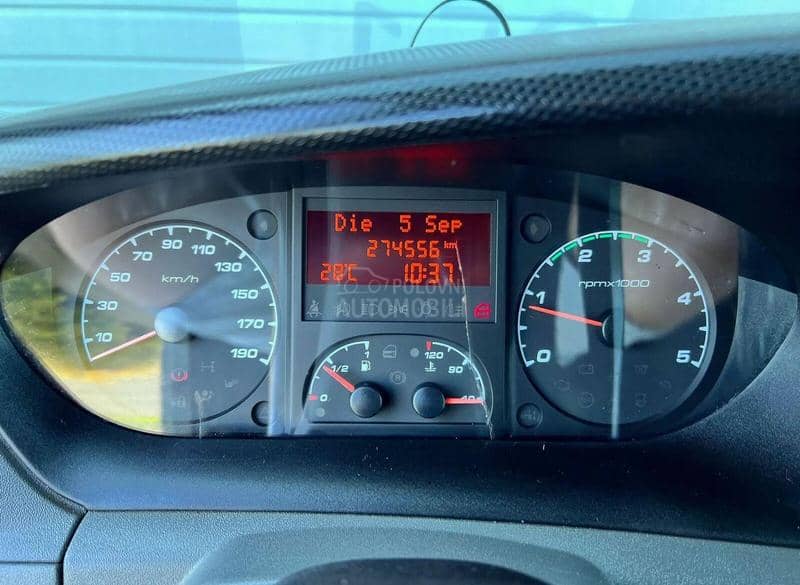 Die 5 Sep
274556 km
28°C 10:37
POLOVNI
AUTOMOBILI
10 30 50 70 90 110 130 150 170 190
km/h
0 1/2 1
120 90
0 1 2 3 4 5
rpmx1000